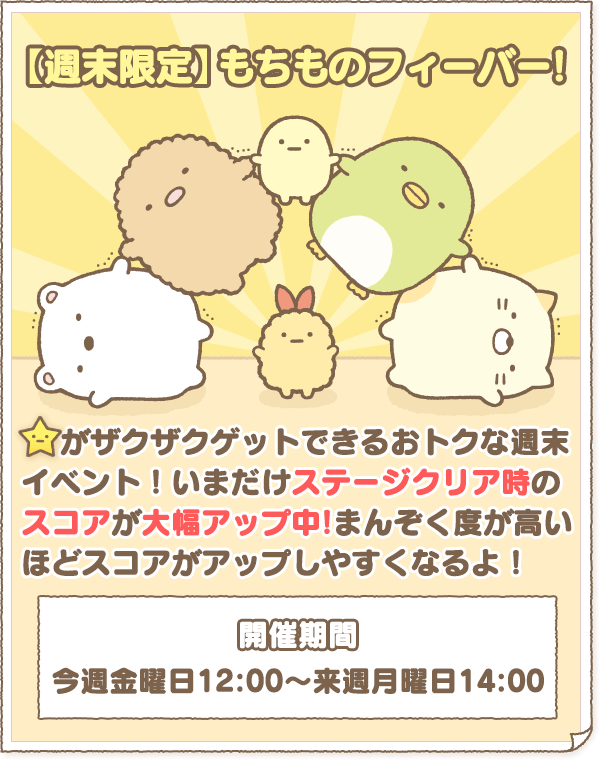 【週末限定】もちものフィーバー!
がザクザクゲットできるおトクな週末
イベント！いまだけステージクリア時の
スコアが大幅アップ中!まんぞく度が高い
ほどスコアがアップしやすくなるよ！
開催期間
今週金曜日12:00〜来週月曜日14:00